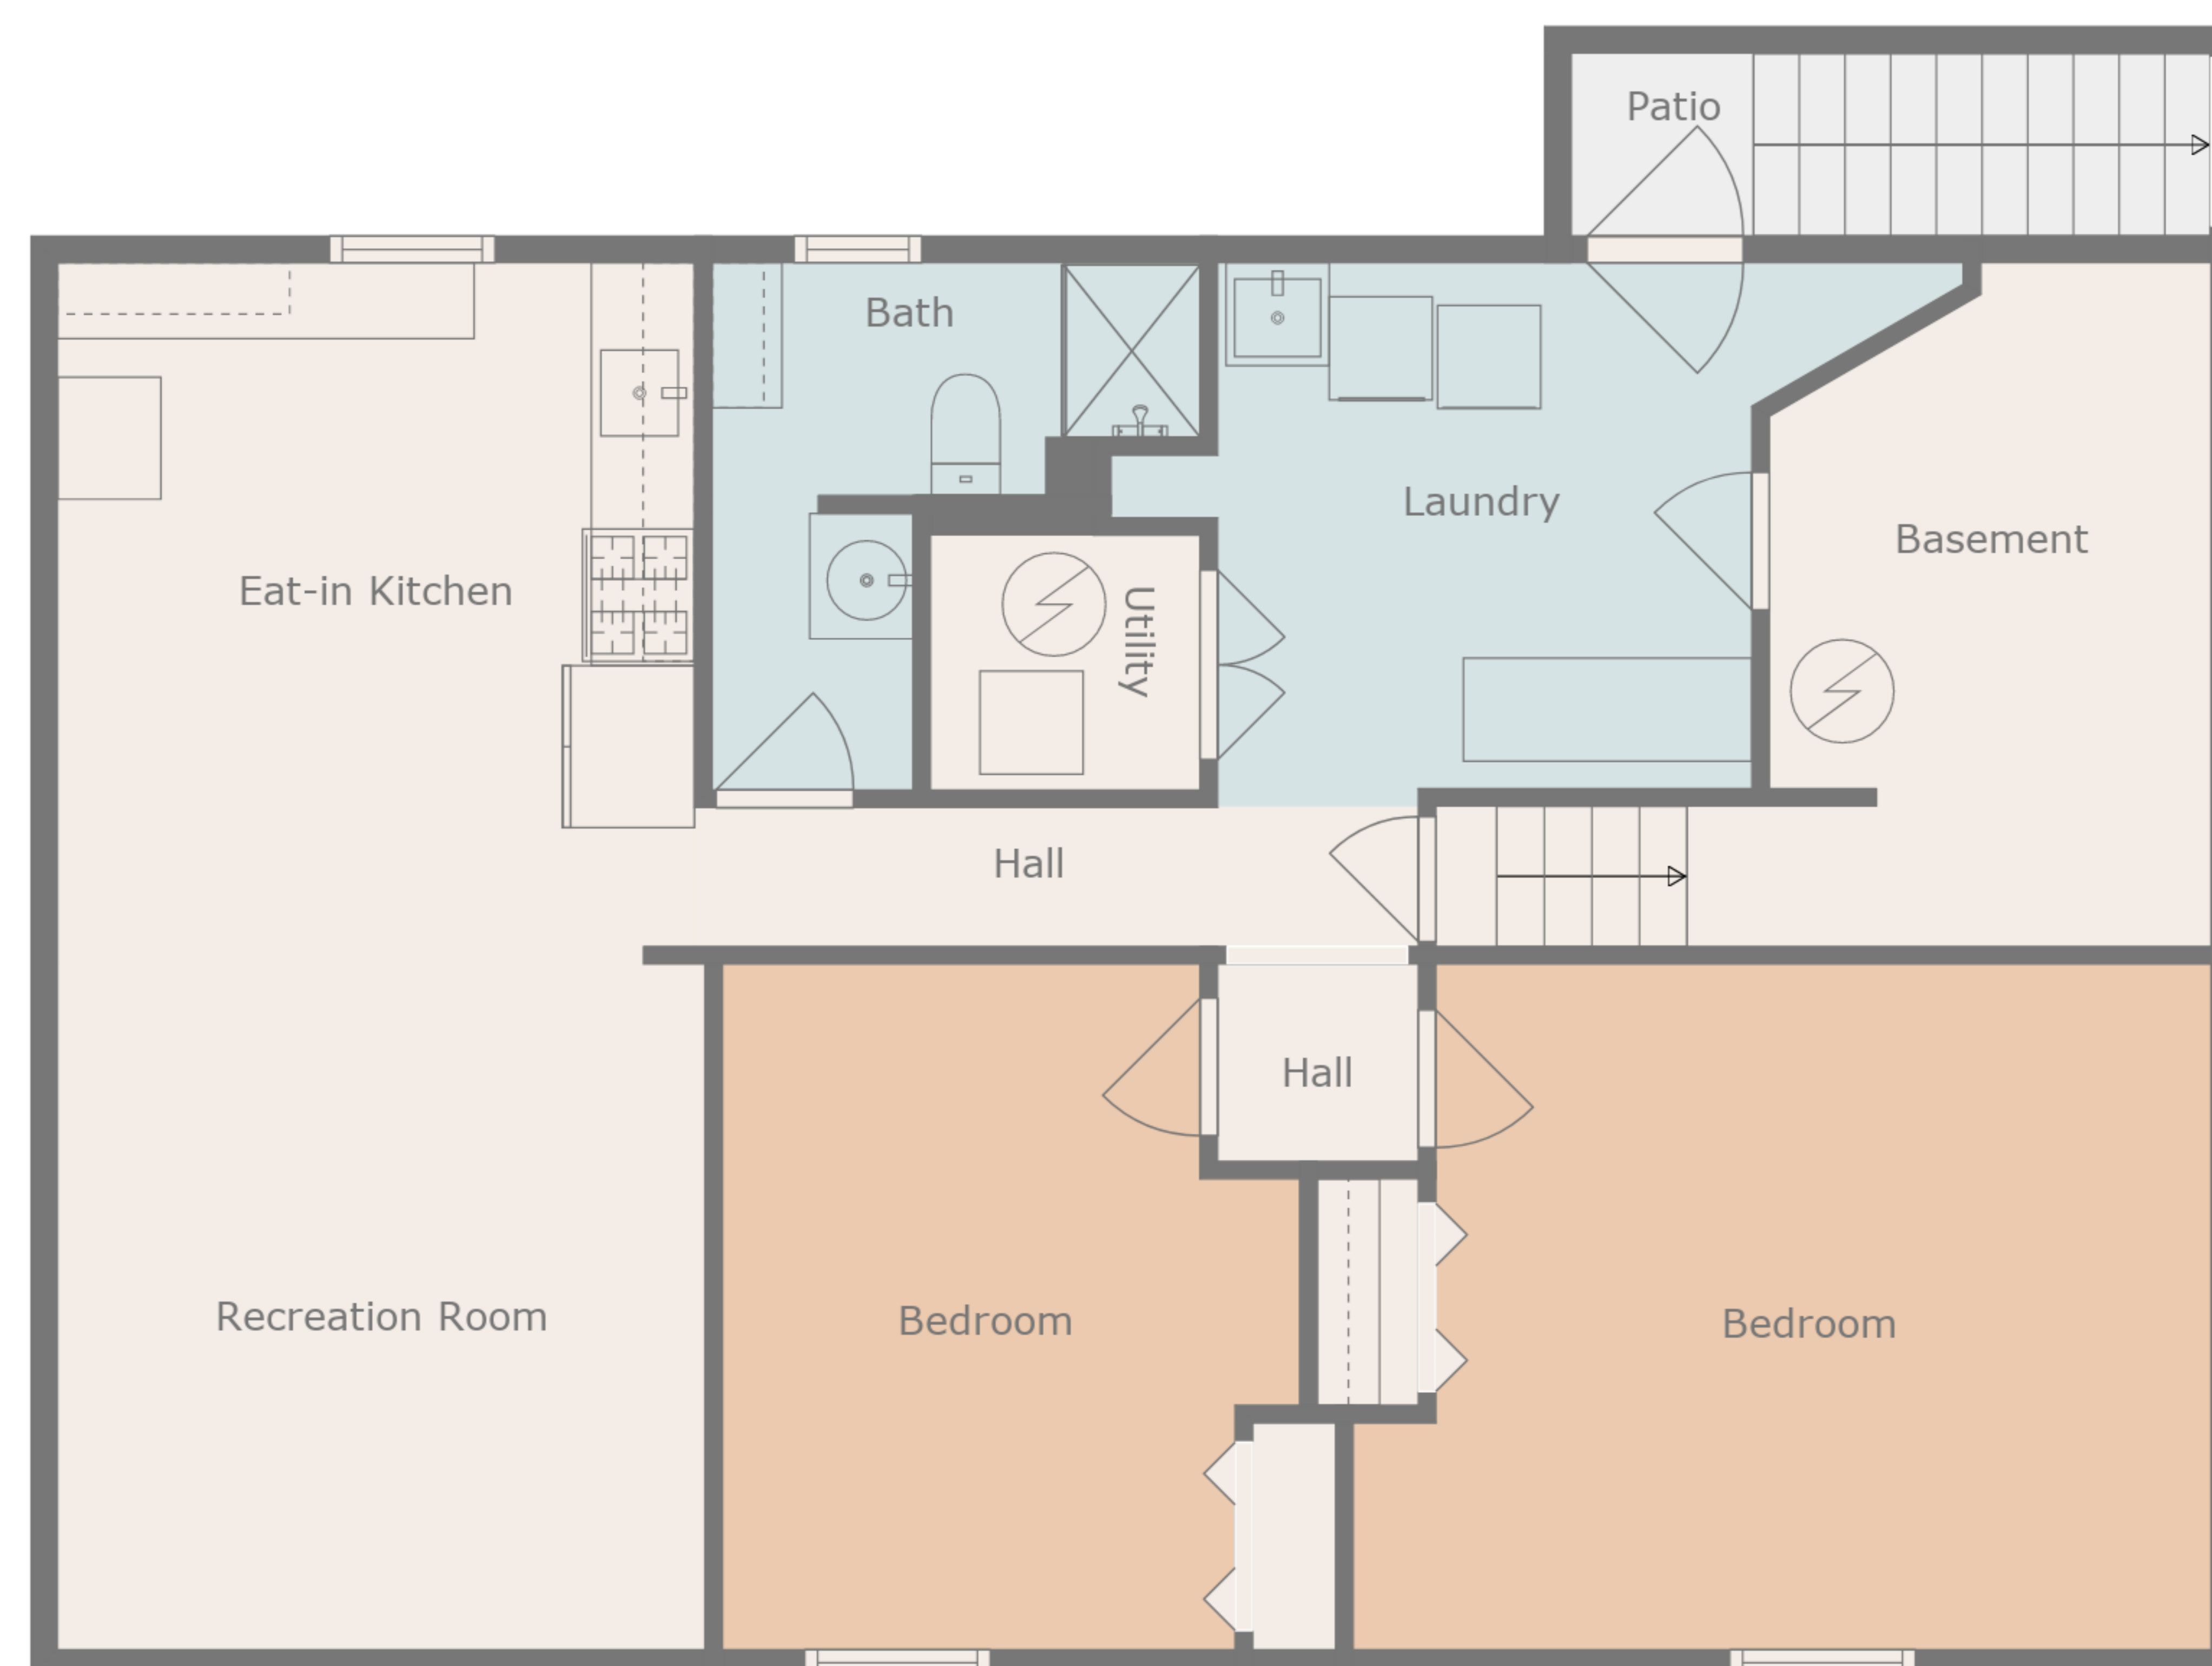 Patio
Bath
Laundry
Basement
Eat-in Kitchen
Utility
Hall
Hall
Recreation Room
Bedroom
Bedroom